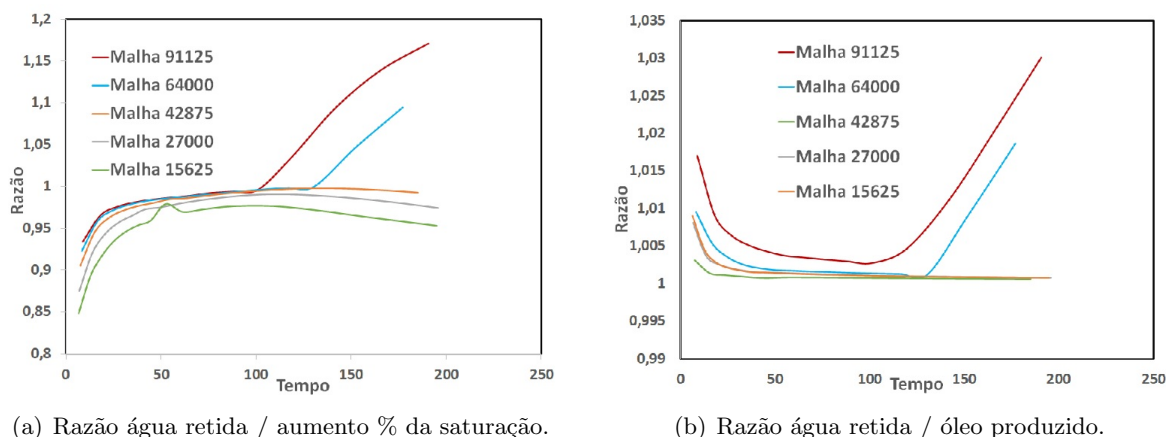 1,2
1,15
1,1
1,05
1
0,95
0,9
0,85
0,8
Razão
Malha 91125
Malha 64000
Malha 42875
Malha 27000
Malha 15625
0
50
100
150
200
250
Tempo
(a) Razão água retida / aumento % da saturação.
1,035
1,03
1,025
1,02
1,015
1,01
1,005
1
0,995
0,99
Razão
Malha 91125
Malha 64000
Malha 42875
Malha 27000
Malha 15625
0
50
100
150
200
250
Tempo
(b) Razão água retida / óleo produzido.